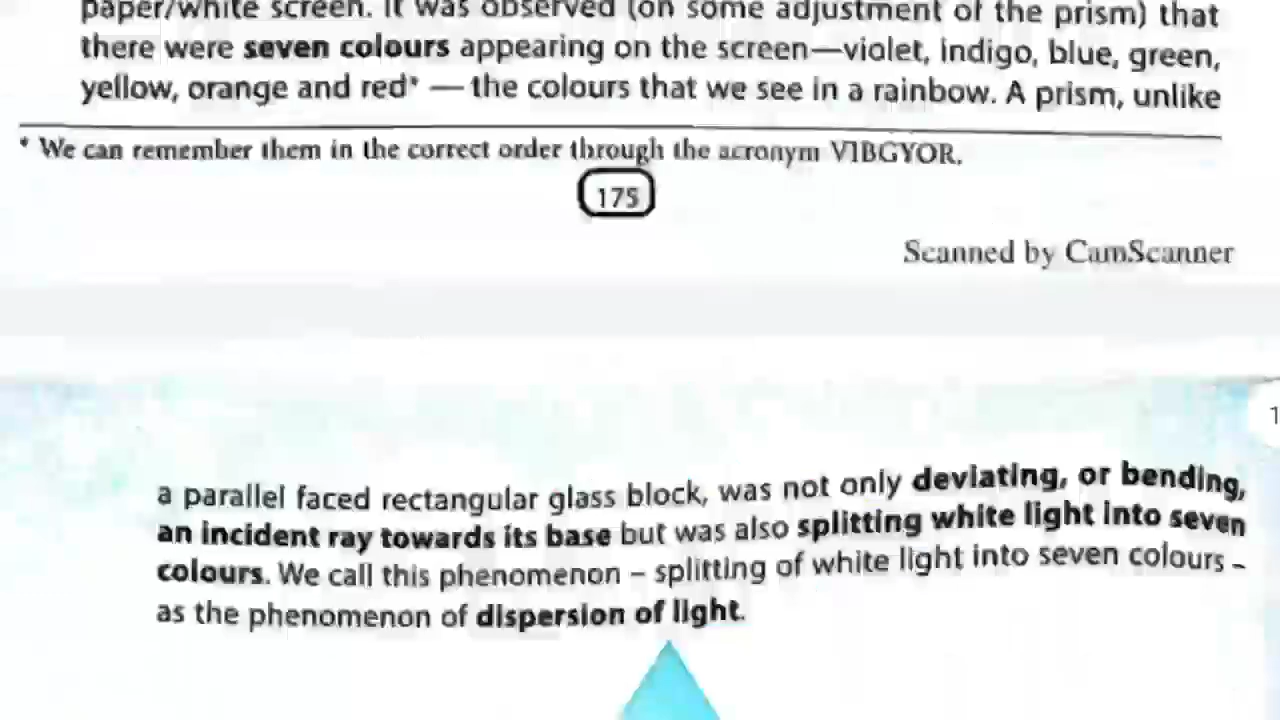 paper/white screen. It was observed (on some adjustment of the prism) that
there were seven colours appearing on the screen—violet, indigo, blue, green,
yellow, orange and red* — the colours that we see in a rainbow. A prism, unlike
* We can remember them in the correct order through the acronym VIBGYOR.
175
Scanned by CamScanner
1
a parallel faced rectangular glass block, was not only deviating, or bending,
an incident ray towards its base but was also splitting white light into seven
colours. We call this phenomenon – splitting of white light into seven colours –
as the phenomenon of dispersion of light.